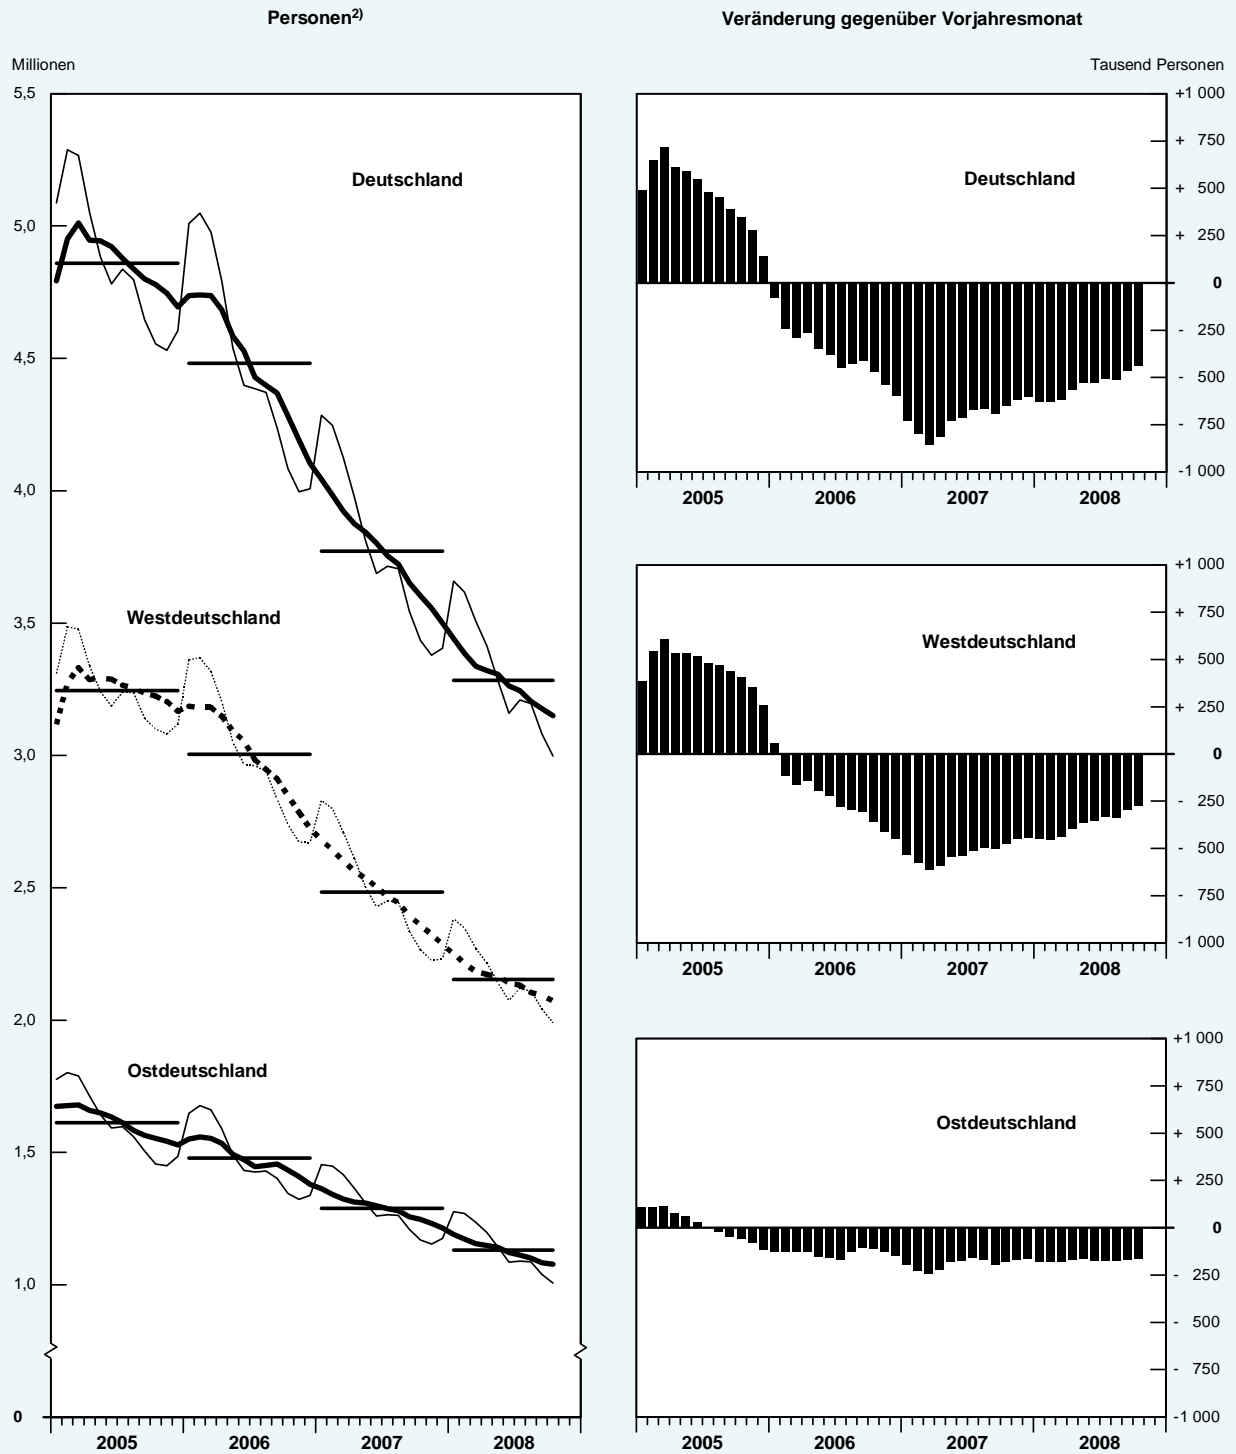 Personen2)
Millionen
5,5
5,0
4,5
4,0
3,5
3,0
2,5
2,0
1,5
1,0
0
Deutschland
Westdeutschland
Ostdeutschland
2005 2006 2007 2008
Veränderung gegenüber Vorjahresmonat
Tausend Personen
+1 000
+ 750
+ 500
+ 250
0
- 250
- 500
- 750
-1 000
Deutschland
2005 2006 2007 2008
+1 000
+ 750
+ 500
+ 250
0
- 250
- 500
- 750
-1 000
Westdeutschland
2005 2006 2007 2008
+1 000
+ 750
+ 500
+ 250
0
- 250
- 500
- 750
-1 000
Ostdeutschland
2005 2006 2007 2008